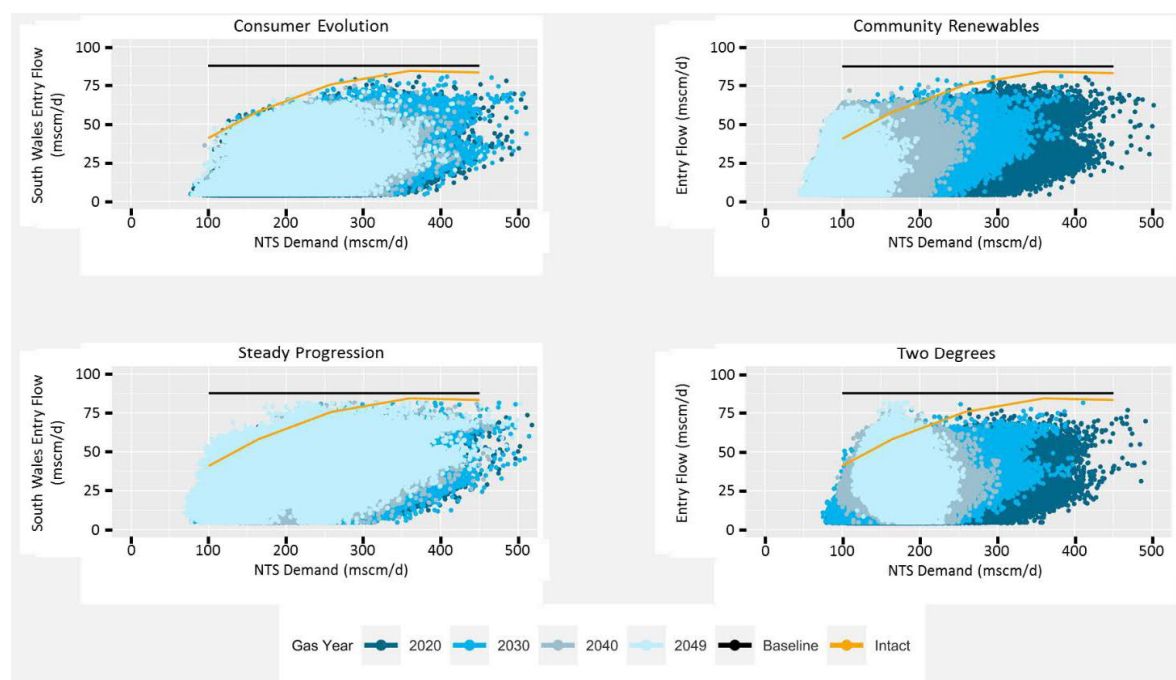 Consumer Evolution
South Wales Entry Flow
(mscm/d)
100
75
50
25
0
0 100 200 300 400 500
NTS Demand (mscm/d)
Community Renewables
Entry Flow (mscm/d)
100
75
50
25
0
0 100 200 300 400 500
NTS Demand (mscm/d)
Steady Progression
South Wales Entry Flow
(mscm/d)
100
75
50
25
0
0 100 200 300 400 500
NTS Demand (mscm/d)
Two Degrees
Entry Flow (mscm/d)
100
75
50
25
0
0 100 200 300 400 500
NTS Demand (mscm/d)
Gas Year 2020 2030 2040 2049 Baseline Intact